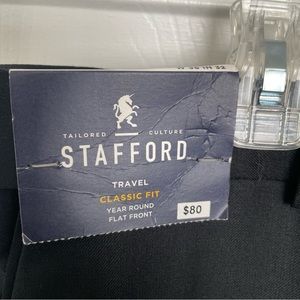 TAILORED CULTURE
STAFFORD
TRAVEL
CLASSIC FIT
YEAR ROUND
FLAT FRONT
$80